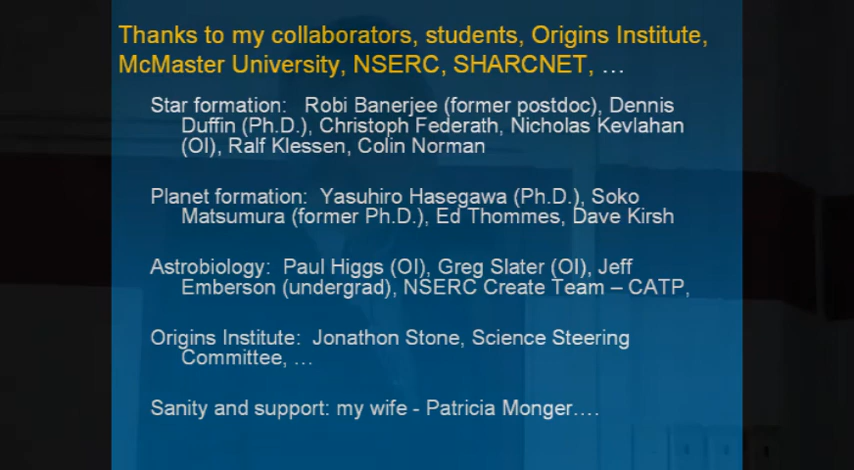 Thanks to my collaborators, students, Origins Institute,
McMaster University, NSERC, SHARCNET, …
Star formation: Robi Banerjee (former postdoc), Dennis
Duffin (Ph.D.), Christoph Federath, Nicholas Kevlahan
(OI), Ralf Klessen, Colin Norman
Planet formation: Yasuhiro Hasegawa (Ph.D.), Soko
Matsumura (former Ph.D.), Ed Thommes, Dave Kirsh
Astrobiology: Paul Higgs (OI), Greg Slater (OI), Jeff
Emberson (undergrad), NSERC Create Team – CATP,
Origins Institute: Jonathon Stone, Science Steering
Committee, …
Sanity and support: my wife - Patricia Monger….